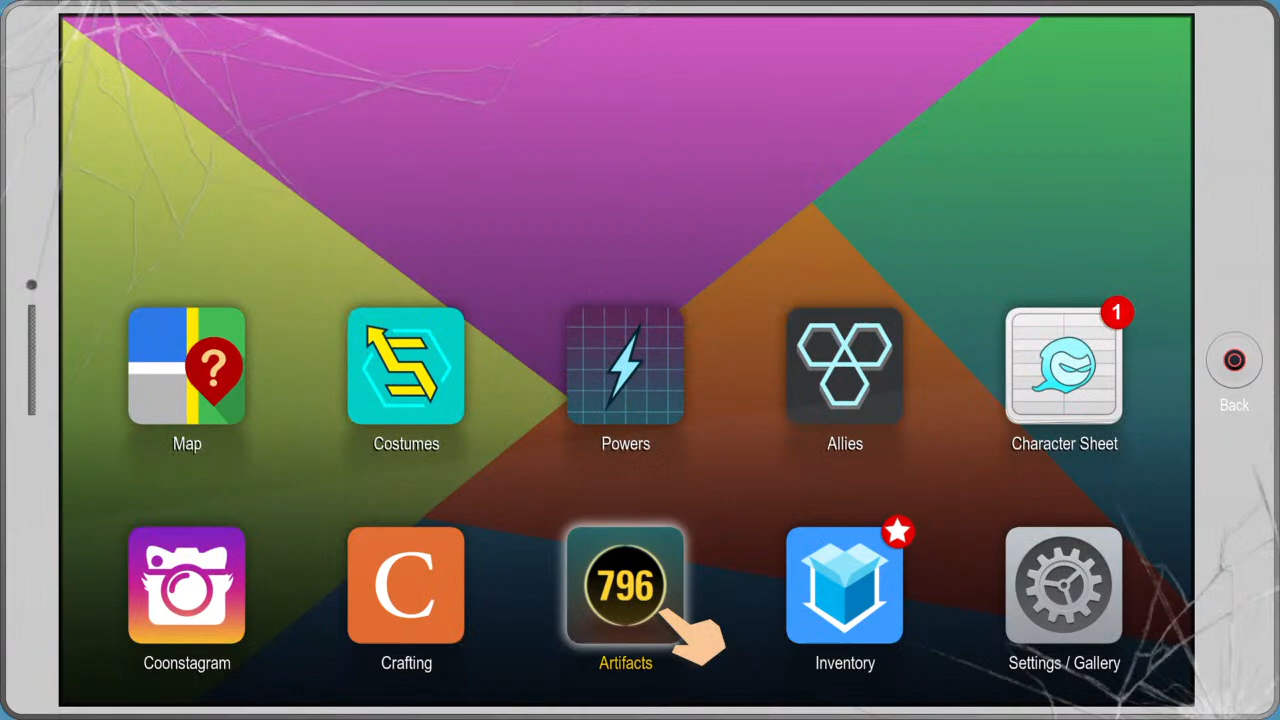 ?
1
Map
Costumes
Powers
Allies
Character Sheet
Back
C
796
Coonstagram
Crafting
Artifacts
Inventory
Settings / Gallery